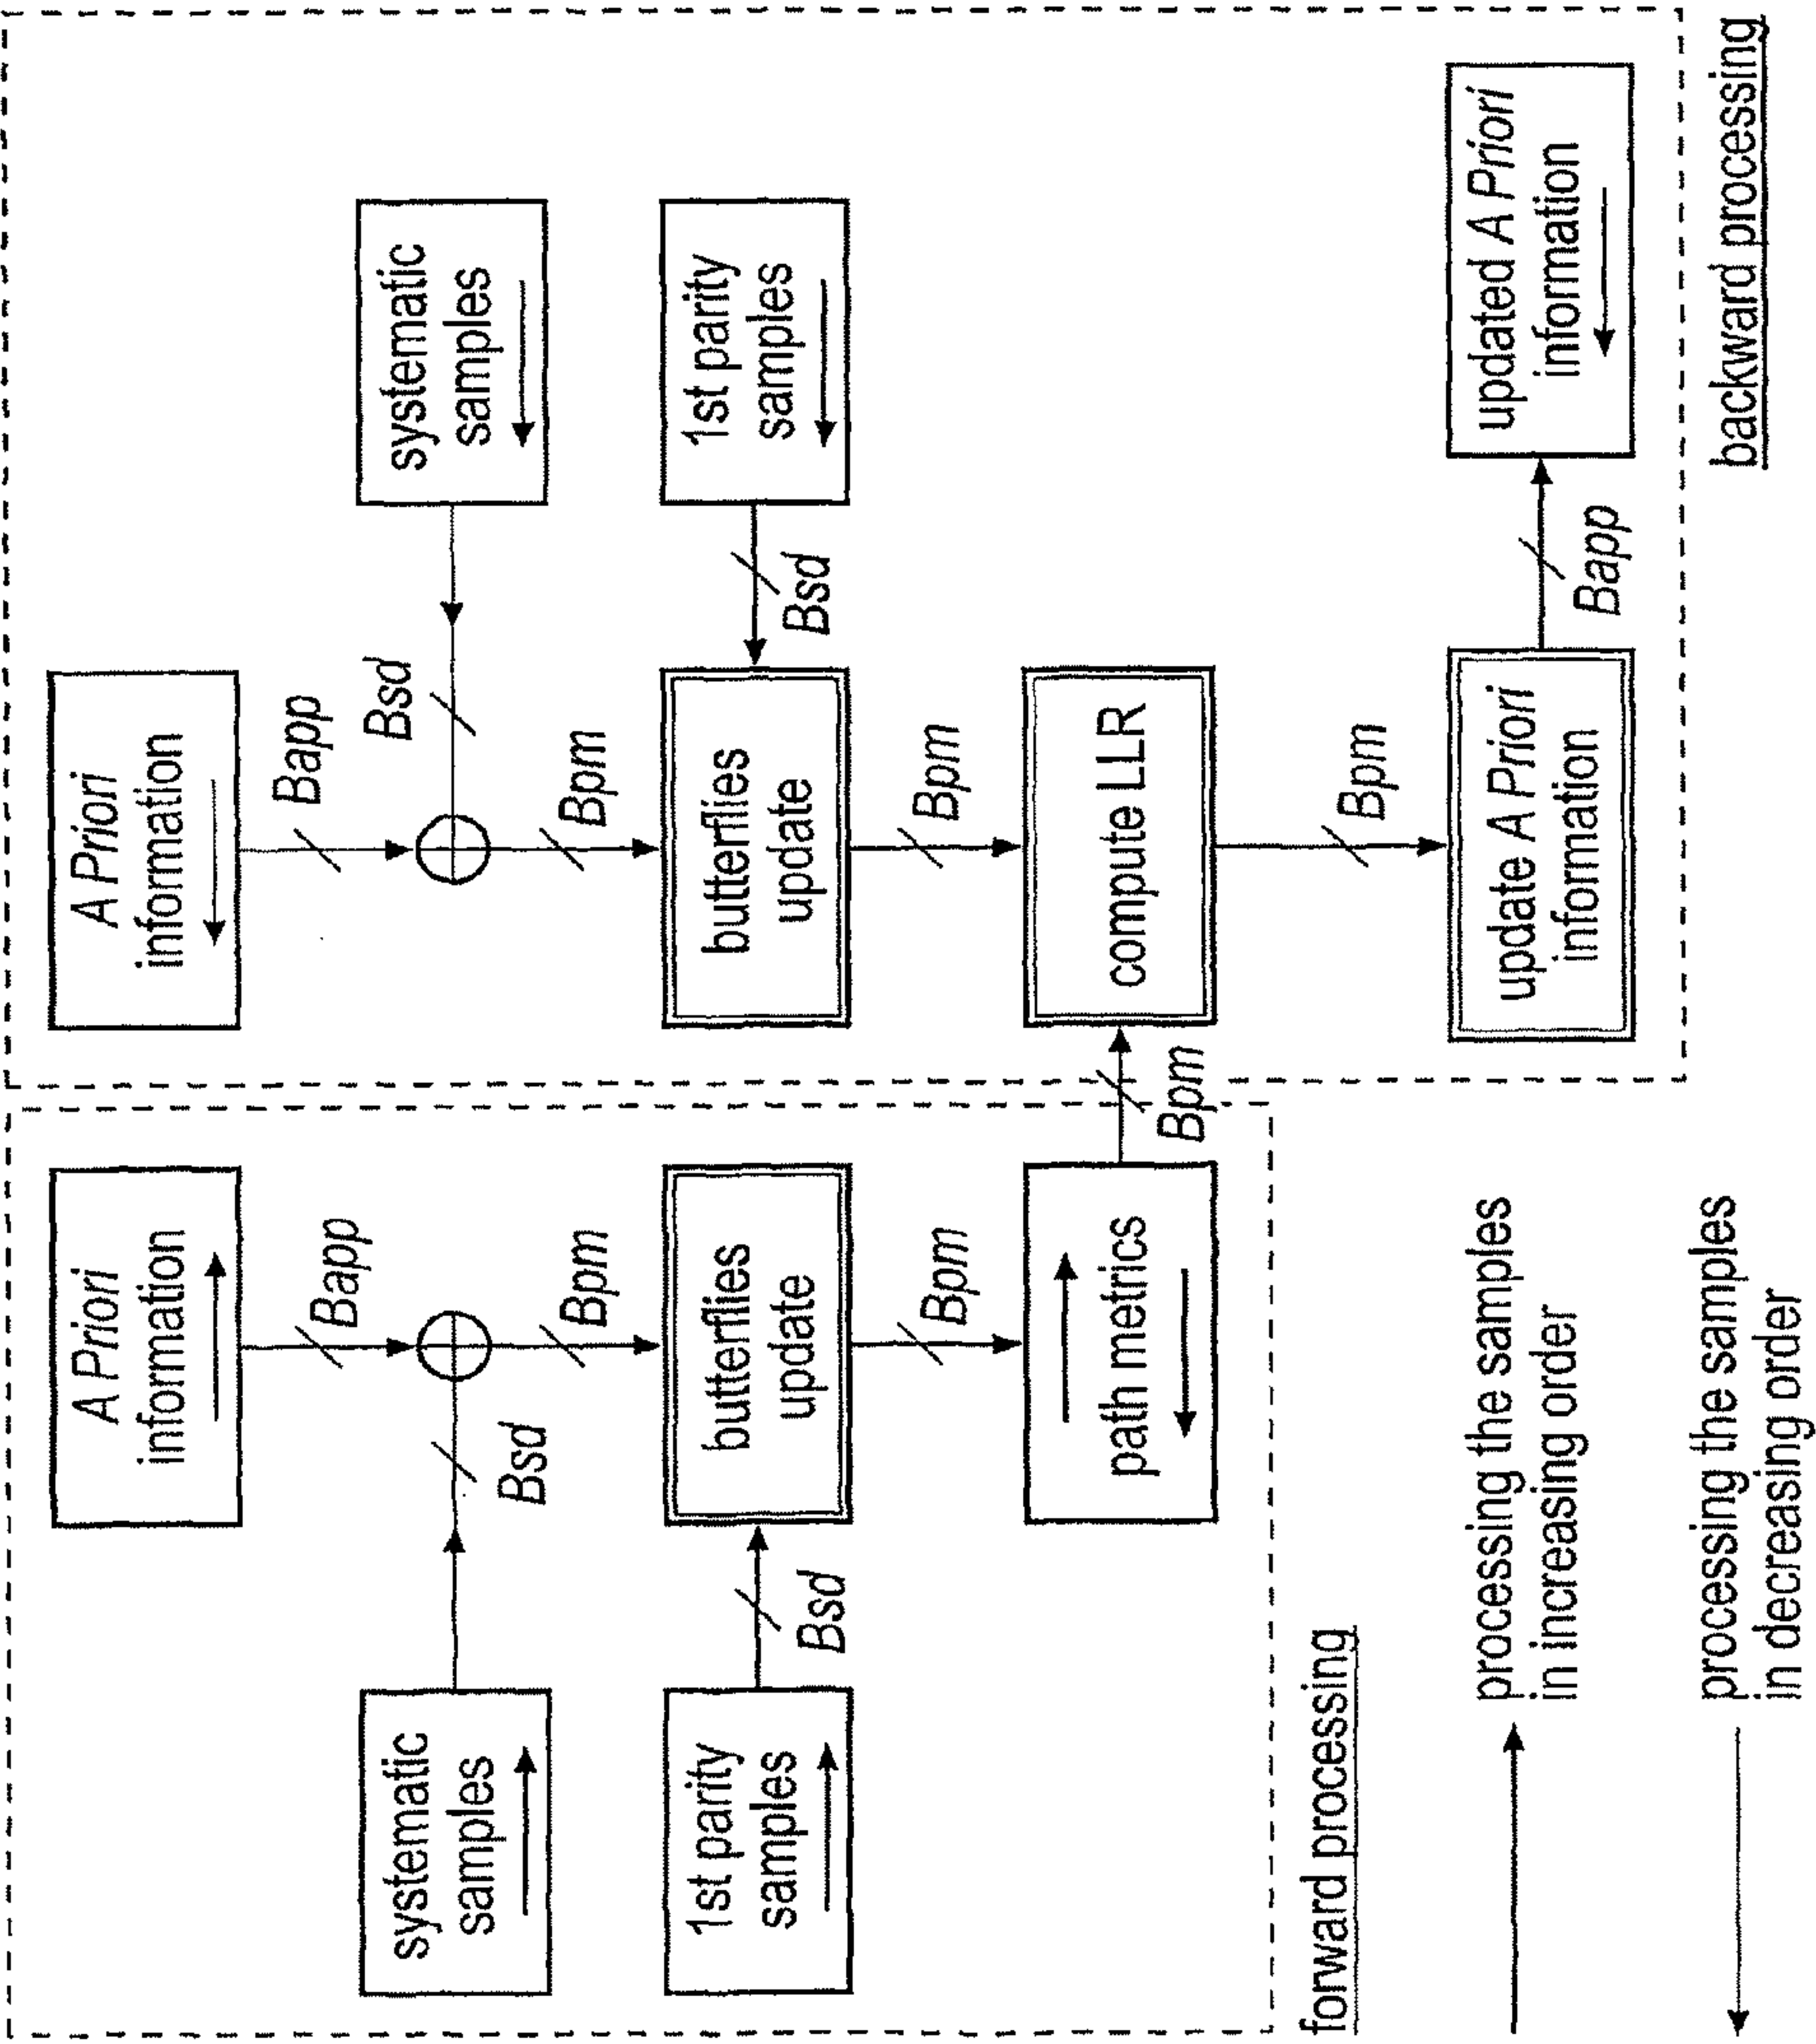 A Priori
information
Bapp
systematic
samples
Bsd
Bpm
1st parity
samples
Bsd
butterflies
update
Bpm
path metrics
Bpm
forward processing
A Priori
information
Bapp
systematic
samples
Bsd
Bpm
butterflies
update
1st parity
samples
Bsd
Bpm
compute LLR
Bpm
update A Priori
information
Bapp
updated A Priori
information
backward processing
processing the samples
in increasing order
processing the samples
in decreasing order